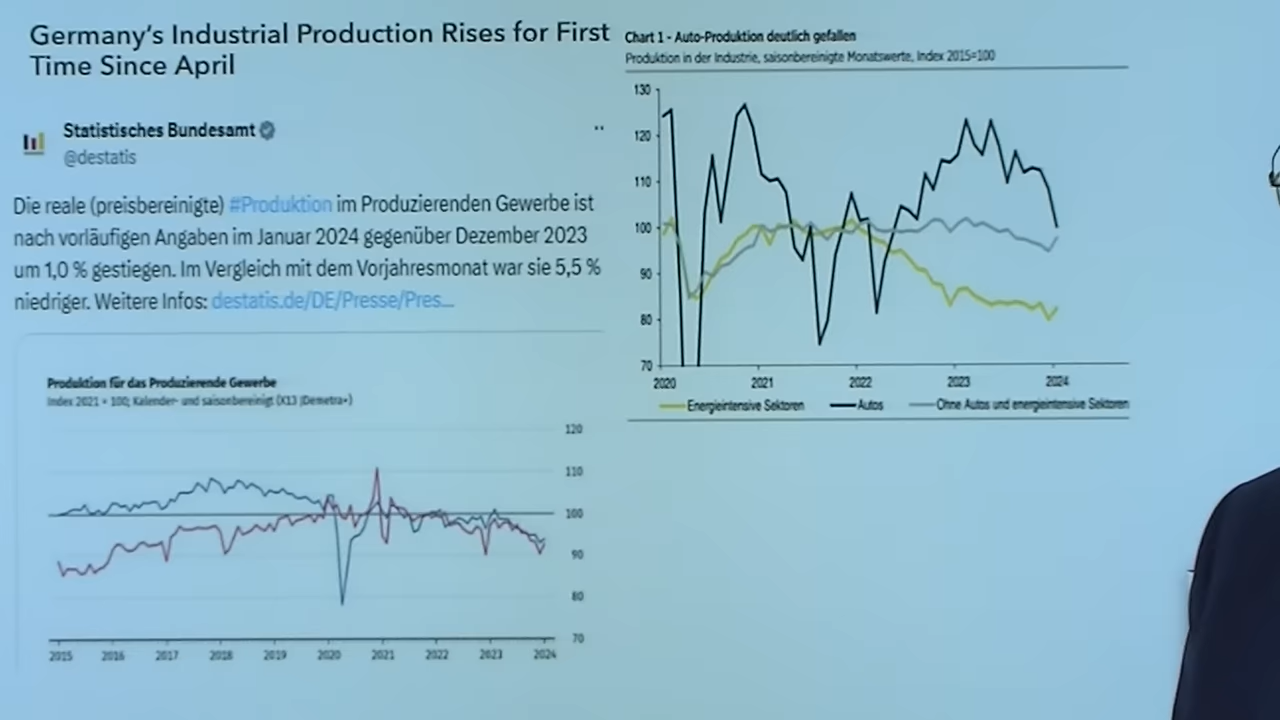 Germany's Industrial Production Rises for First
Time Since April
Statistisches Bundesamt
@destatis
Die reale (preisbereinigte) #Produktion im Produzierenden Gewerbe ist
nach vorläufigen Angaben im Januar 2024 gegenüber Dezember 2023
um 1,0 % gestiegen. Im Vergleich mit dem Vorjahresmonat war sie 5,5 %
niedriger. Weitere Infos: destatis.de/DE/Presse/Pres...
Produktion für das Produzierende Gewerbe
Index 2021 = 100; Kalender- und saisonbereinigt (X13 JDemetra+)
120
110
100
90
80
70
2015 2016 2017 2018 2019 2020 2021 2022 2023 2024
Chart 1 - Auto-Produktion deutlich gefallen
Produktion in der Industrie, saisonbereinigte Monatswerte, Index 2015=100
130
120
110
100
90
80
70
2020 2021 2022 2023 2024
Energieintensive Sektoren Autos Ohne Autos und energieintensive Sektoren